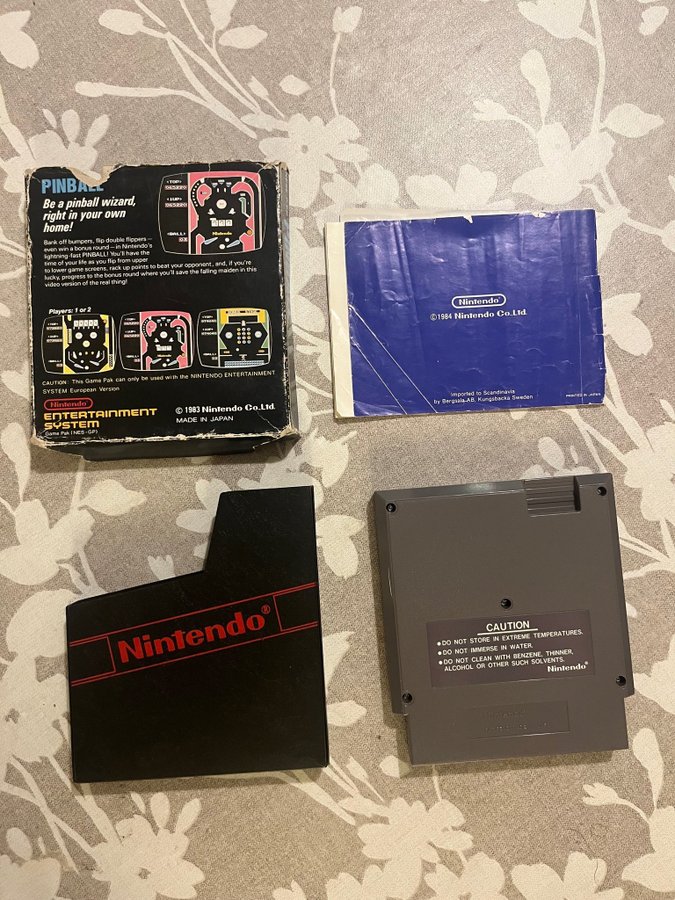 PINBALL
Be a pinball wizard,
right in your own
home!
Bank off bumpers, flip double flippers—
even win a bonus round—in Nintendo's
lightning-fast PINBALL! You'll have the
time of your life as you flip from upper
to lower game screens, rack up points to beat your opponent, and, if you're
lucky, progress to the bonus round where you'll save the falling maiden in this
video version of the real thing!
Players: 1 or 2
CAUTION: This Game Pak can only be used with the NINTENDO ENTERTAINMENT
SYSTEM European Version
Nintendo
ENTERTAINMENT
SYSTEM
Game Pak (NES-GP)
© 1983 Nintendo Co.Ltd.
MADE IN JAPAN
Nintendo
© 1984 Nintendo Co.Ltd.
Imported to Scandinavia
by Bergsala AB, Kungsbacka Sweden
PRINTED IN JAPAN
Nintendo®
CAUTION
●DO NOT STORE IN EXTREME TEMPERATURES.
●DO NOT IMMERSE IN WATER.
●DO NOT CLEAN WITH BENZENE, THINNER,
ALCOHOL OR OTHER SUCH SOLVENTS.
Nintendo®